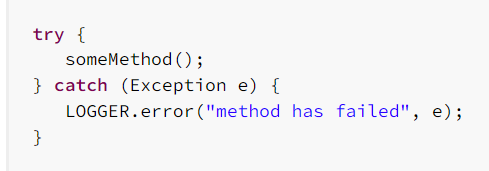 try {
   someMethod();
} catch (Exception e) {
   LOGGER.error("method has failed", e);
}